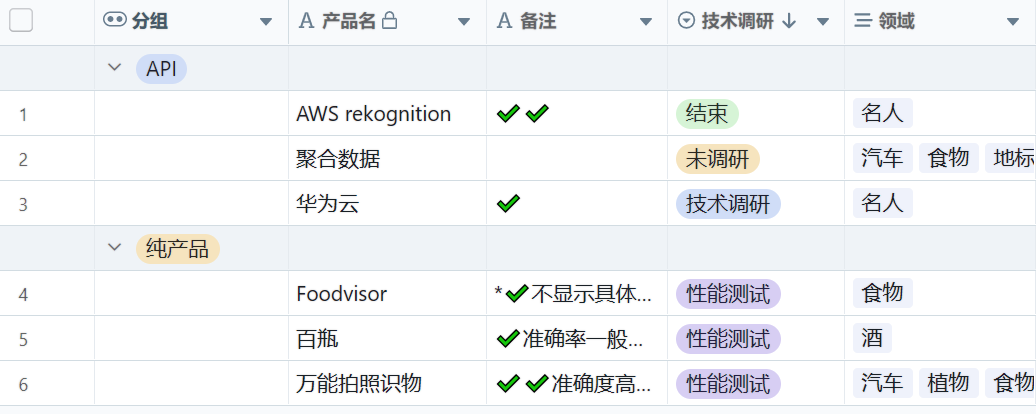 分组 产品名 备注 技术调研 领域
API
1 AWS rekognition ✔✔ 结束 名人
2 聚合数据 未调研 汽车 食物 地标
3 华为云 ✔ 技术调研 名人
纯产品
4 Foodvisor *✔不显示具体... 性能测试 食物
5 百瓶 ✔准确率一般... 性能测试 酒
6 万能拍照识物 ✔✔准确度高... 性能测试 汽车 植物 食物